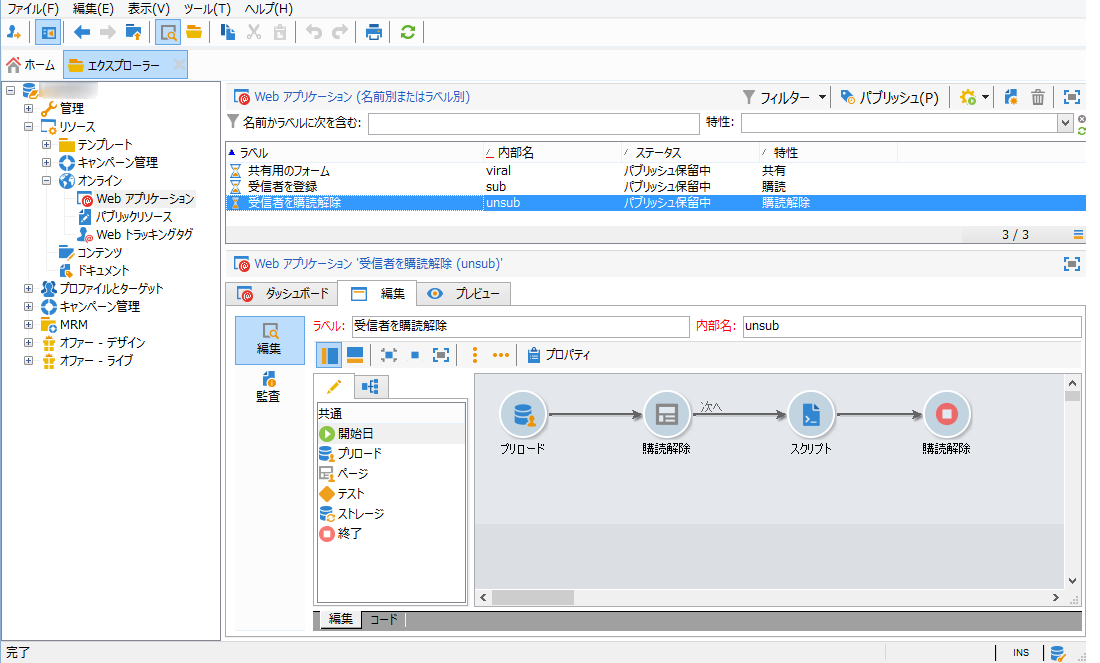 ファイル(F) 編集(E) 表示(V) ツール(T) ヘルプ(H)
ホーム エクスプローラー
管理
リソース
テンプレート
キャンペーン管理
オンライン
Web アプリケーション
パブリックリソース
Web トラッキングタグ
コンテンツ
ドキュメント
プロファイルとターゲット
キャンペーン管理
MRM
オファー - デザイン
オファー - ライブ
Web アプリケーション (名前別またはラベル別) フィルター パブリッシュ(P)
名前かラベルに次を含む: 特性:
ラベル 内部名 ステータス 特性
共有用のフォーム viral パブリッシュ保留中 共有
受信者を登録 sub パブリッシュ保留中 購読
受信者を購読解除 unsub パブリッシュ保留中 購読解除
3 / 3
Web アプリケーション '受信者を購読解除 (unsub)'
ダッシュボード 編集 プレビュー
編集
監査
ラベル: 受信者を購読解除 内部名: unsub
プロパティ
共通
開始日
プリロード
ページ
テスト
ストレージ
終了
次へ
プリロード 購読解除 スクリプト 購読解除
編集 コード
完了 INS